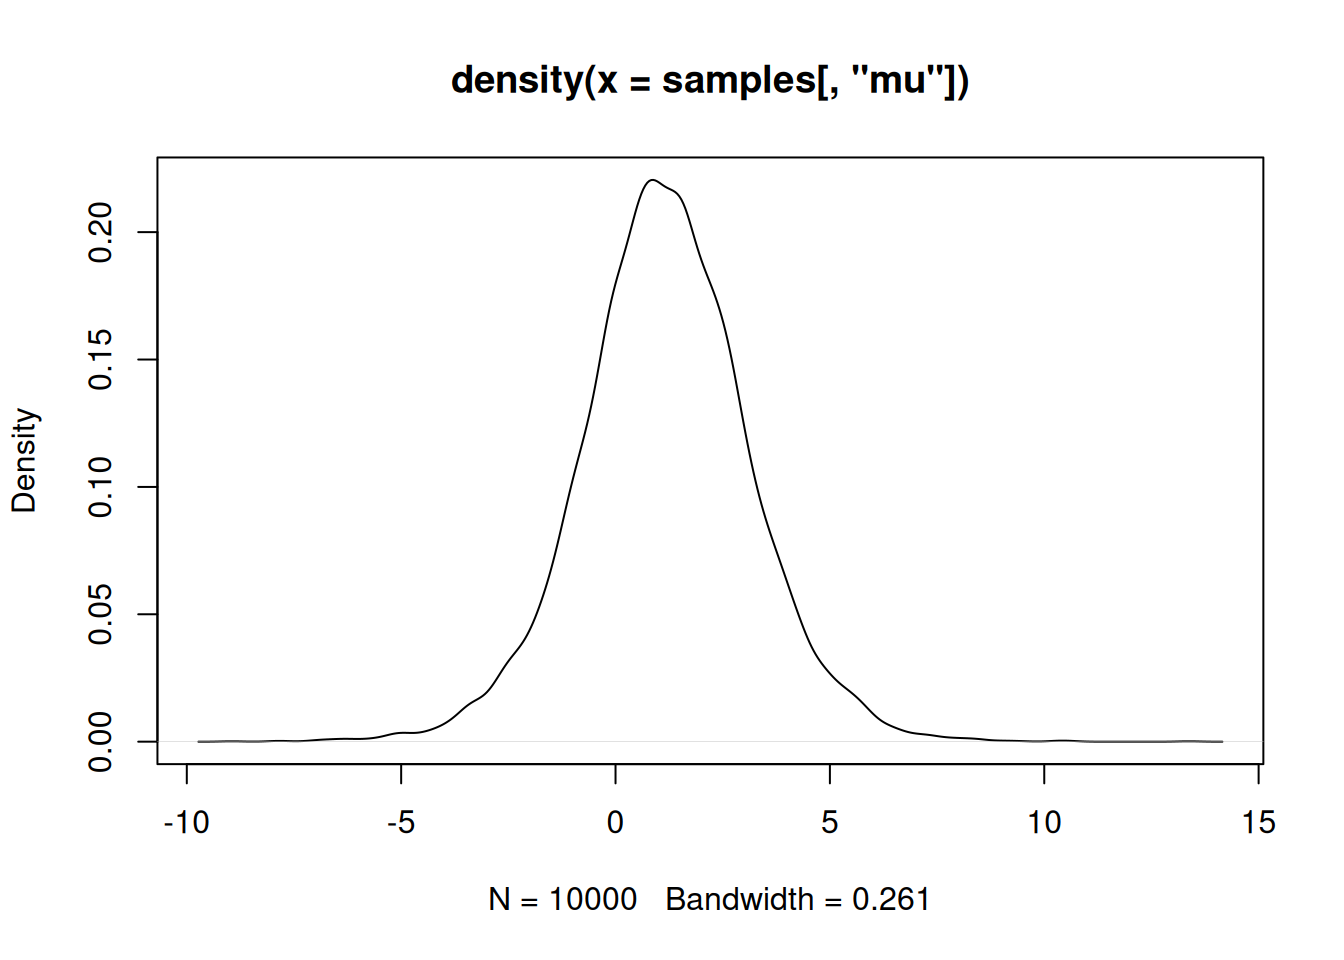 density(x = samples[, "mu"])
Density
0.20
0.15
0.10
0.05
0.00
-10 -5 0 5 10 15
N = 10000 Bandwidth = 0.261